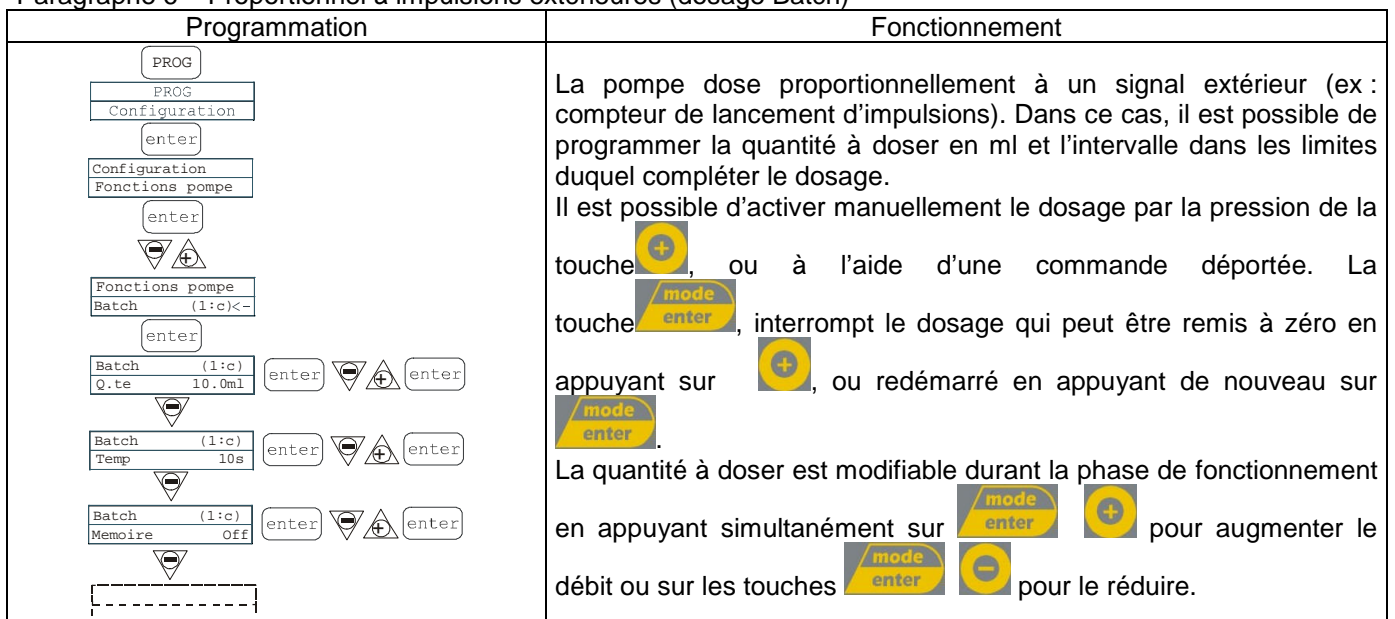 Paragraphe 6 – Proportionnel à impulsions extérieures (dosage Batch)
Programmation
Fonctionnement
PROG
PROG
Configuration
enter
Configuration
Fonctions pompe
enter
Fonctions pompe
Batch (1:c)<-
enter
Batch (1:c)
Q.te 10.0ml
enter
enter
Batch (1:c)
Temp 10s
enter
enter
Batch (1:c)
Memoire Off
enter
enter
La pompe dose proportionnellement à un signal extérieur (ex :
compteur de lancement d’impulsions). Dans ce cas, il est possible de
programmer la quantité à doser en ml et l’intervalle dans les limites
duquel compléter le dosage.
Il est possible d’activer manuellement le dosage par la pression de la
touche +, ou à l’aide d’une commande déportée. La
touche mode enter, interrompt le dosage qui peut être remis à zéro en
appuyant sur +, ou redémarré en appuyant de nouveau sur
mode enter.
La quantité à doser est modifiable durant la phase de fonctionnement
en appuyant simultanément sur mode enter + pour augmenter le
débit ou sur les touches mode enter - pour le réduire.